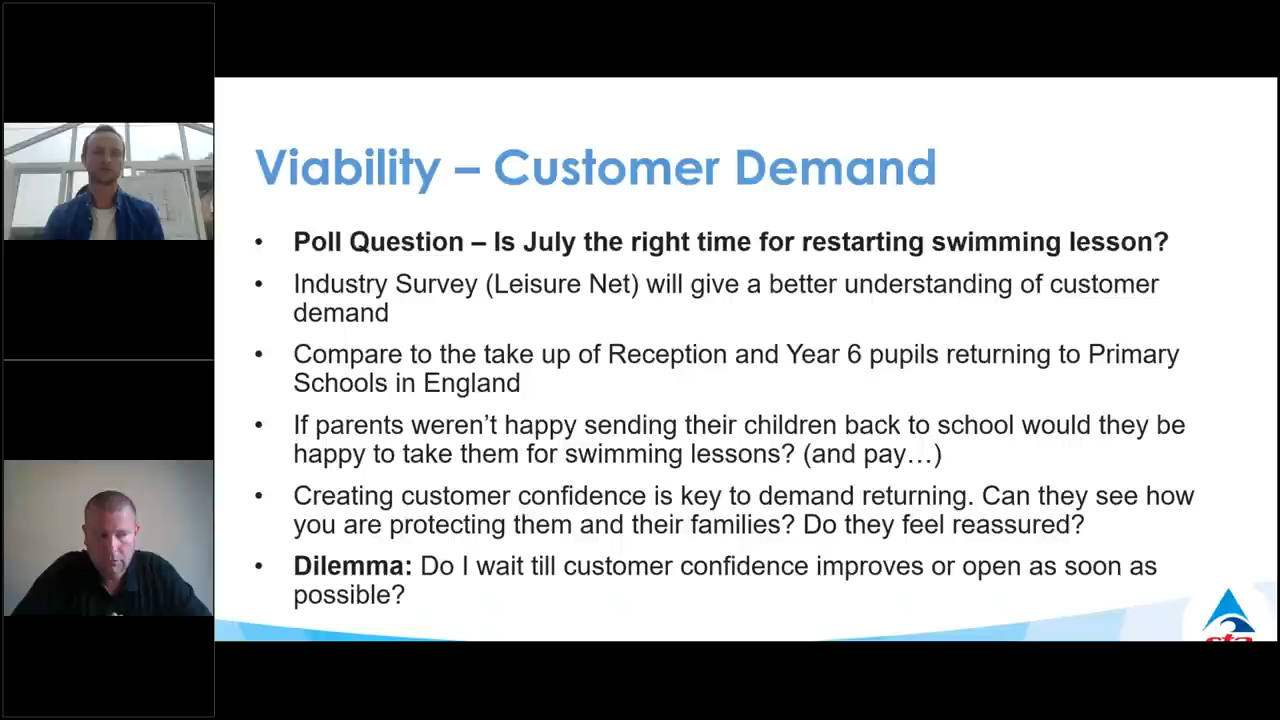 Viability – Customer Demand
• Poll Question – Is July the right time for restarting swimming lesson?
• Industry Survey (Leisure Net) will give a better understanding of customer
demand
• Compare to the take up of Reception and Year 6 pupils returning to Primary
Schools in England
• If parents weren’t happy sending their children back to school would they be
happy to take them for swimming lessons? (and pay…)
• Creating customer confidence is key to demand returning. Can they see how
you are protecting them and their families? Do they feel reassured?
• Dilemma: Do I wait till customer confidence improves or open as soon as
possible?
sta